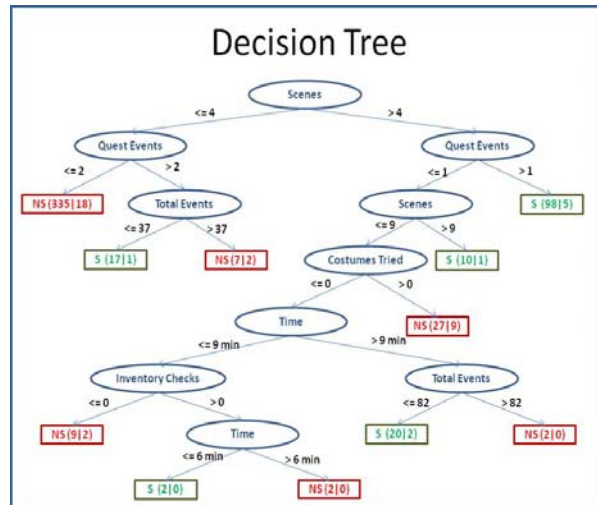 Decision Tree
Scenes
<= 4 > 4
Quest Events Quest Events
<= 2 > 2 <= 1 > 1
NS (335|18) Total Events Scenes S (98|5)
<= 37 > 37 <= 9 > 9
S (17|1) NS (7|2) Costumes Tried S (10|1)
<= 0 > 0
Time NS (27|9)
<= 9 min > 9 min
Inventory Checks Total Events
<= 0 > 0 <= 82 > 82
NS (9|2) Time S (20|2) NS (2|0)
<= 6 min > 6 min
S (2|0) NS (2|0)